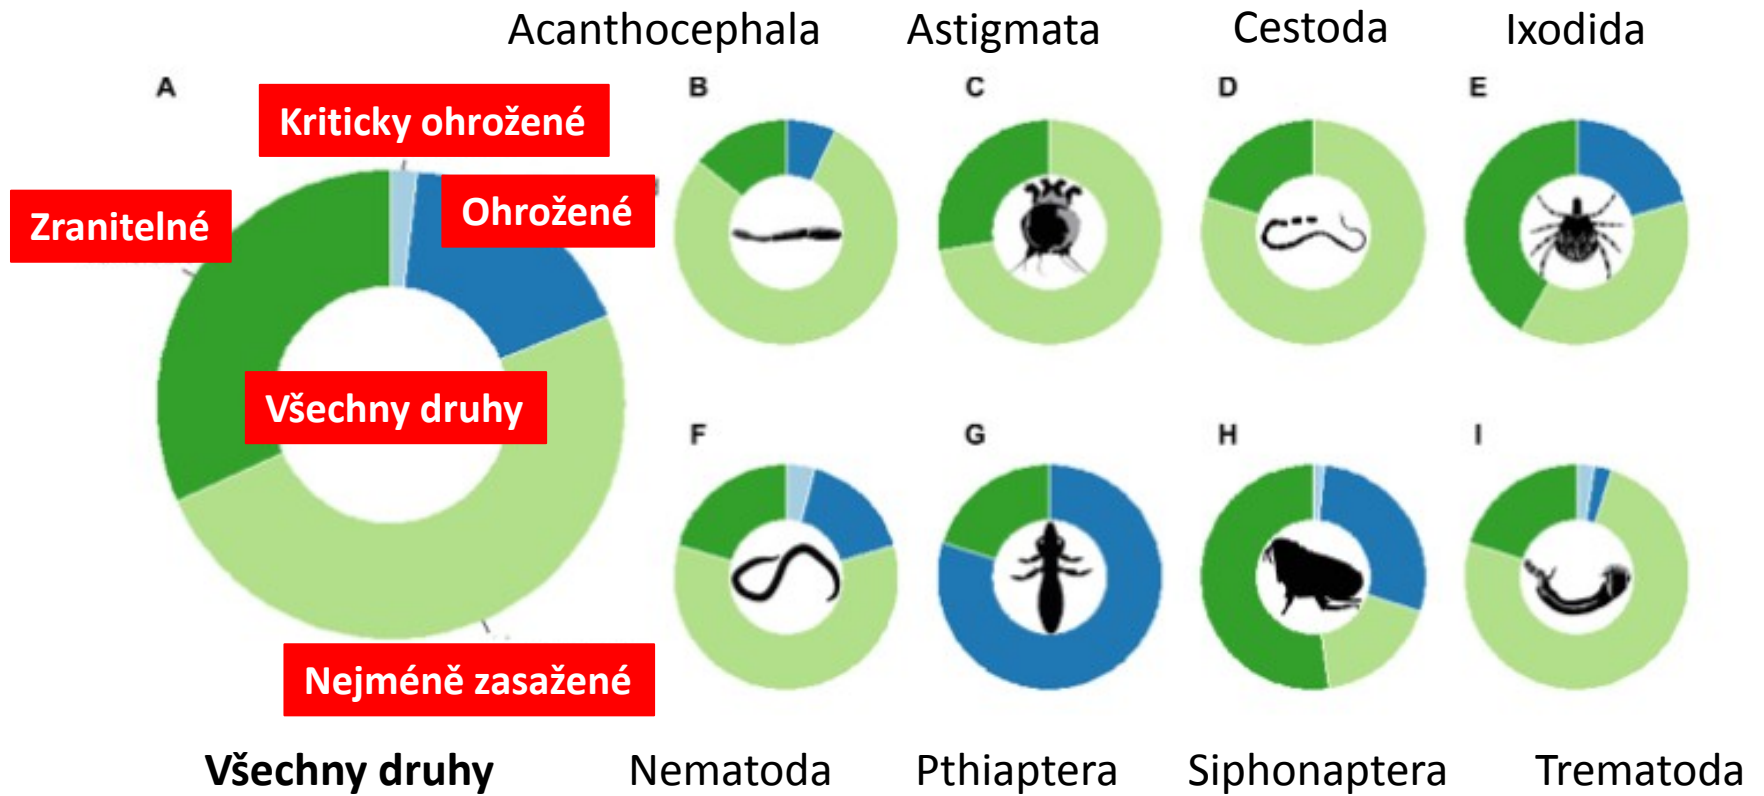 Acanthocephala Astigmata Cestoda Ixodida
A B C D E
Kriticky ohrožené
Zranitelné
Ohrožené
Všechny druhy
F G H I
Nejméně zasažené
Všechny druhy Nematoda Pthiaptera Siphonaptera Trematoda